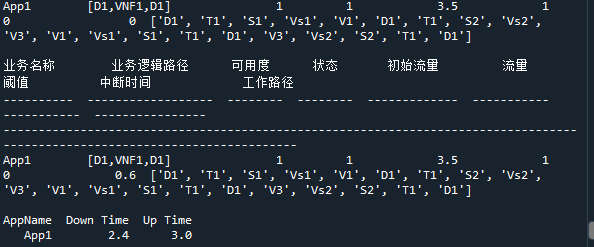 App1 [D1,VNF1,D1] 1 1 3.5 1
0 0 ['D1', 'T1', 'S1', 'Vs1', 'V1', 'D1', 'T1', 'S2', 'Vs2',
'V3', 'V1', 'Vs1', 'S1', 'T1', 'D1', 'V3', 'Vs2', 'S2', 'T1', 'D1']
业务名称 业务逻辑路径 可用度 状态 初始流量 流量
阈值 中断时间 工作路径
---------- ------------------ -------- -------- ------------- -----------
----------- ----------------
----------------------------------------------------------------------------------
------------------------------------------
App1 [D1,VNF1,D1] 1 1 3.5 1
0 0.6 ['D1', 'T1', 'S1', 'Vs1', 'V1', 'D1', 'T1', 'S2', 'Vs2',
'V3', 'V1', 'Vs1', 'S1', 'T1', 'D1', 'V3', 'Vs2', 'S2', 'T1', 'D1']
AppName Down Time Up Time
App1 2.4 3.0